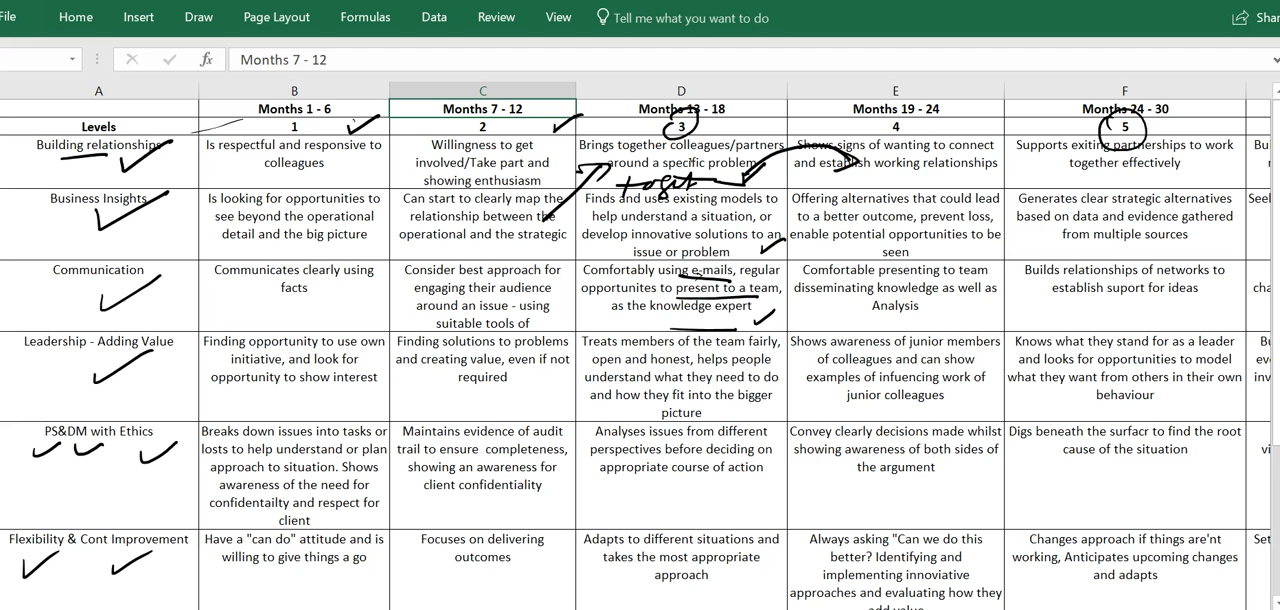 File Home Insert Draw Page Layout Formulas Data Review View Tell me what you want to do Shar
fx Months 7 - 12
A B C D E F
Months 1 - 6 Months 7 - 12 Months 13 - 18 Months 19 - 24 Months 24 - 30
Levels 1 2 3 4 5
Building relationships
Is respectful and responsive to
colleagues
Willingness to get
involved/Take part and
showing enthusiasm
Brings together colleagues/partners
around a specific problem
Shows signs of wanting to connect
and establish working relationships
Supports exiting partnerships to work
together effectively
Business Insights
Is looking for opportunities to
see beyond the operational
detail and the big picture
Can start to clearly map the
relationship between the
operational and the strategic
Finds and uses existing models to
help understand a situation, or
develop innovative solutions to an
issue or problem
Offering alternatives that could lead
to a better outcome, prevent loss,
enable potential opportunities to be
seen
Generates clear strategic alternatives
based on data and evidence gathered
from multiple sources
Communication
Communicates clearly using
facts
Consider best approach for
engaging their audience
around an issue - using
suitable tools of
Comfortably using e-mails, regular
opportunites to present to a team,
as the knowledge expert
Comfortable presenting to team
disseminating knowledge as well as
Analysis
Builds relationships of networks to
establish suport for ideas
Leadership - Adding Value
Finding opportunity to use own
initiative, and look for
opportunity to show interest
Finding solutions to problems
and creating value, even if not
required
Treats members of the team fairly,
open and honest, helps people
understand what they need to do
and how they fit into the bigger
picture
Shows awareness of junior members
of colleagues and can show
examples of infuencing work of
junior colleagues
Knows what they stand for as a leader
and looks for opportunities to model
what they want from others in their own
behaviour
PS&DM with Ethics
Breaks down issues into tasks or
losts to help understand or plan
approach to situation. Shows
awareness of the need for
confidentailty and respect for
client
Maintains evidence of audit
trail to ensure completeness,
showing an awareness for
client confidentiality
Analyses issues from different
perspectives before deciding on
appropriate course of action
Convey clearly decisions made whilst
showing awareness of both sides of
the argument
Digs beneath the surfacr to find the root
cause of the situation
Flexibility & Cont Improvement
Have a "can do" attitude and is
willing to give things a go
Focuses on delivering
outcomes
Adapts to different situations and
takes the most appropriate
approach
Always asking "Can we do this
better? Identifying and
implementing innoviative
approaches and evaluating how they
add value
Changes approach if things are'nt
working, Anticipates upcoming changes
and adapts